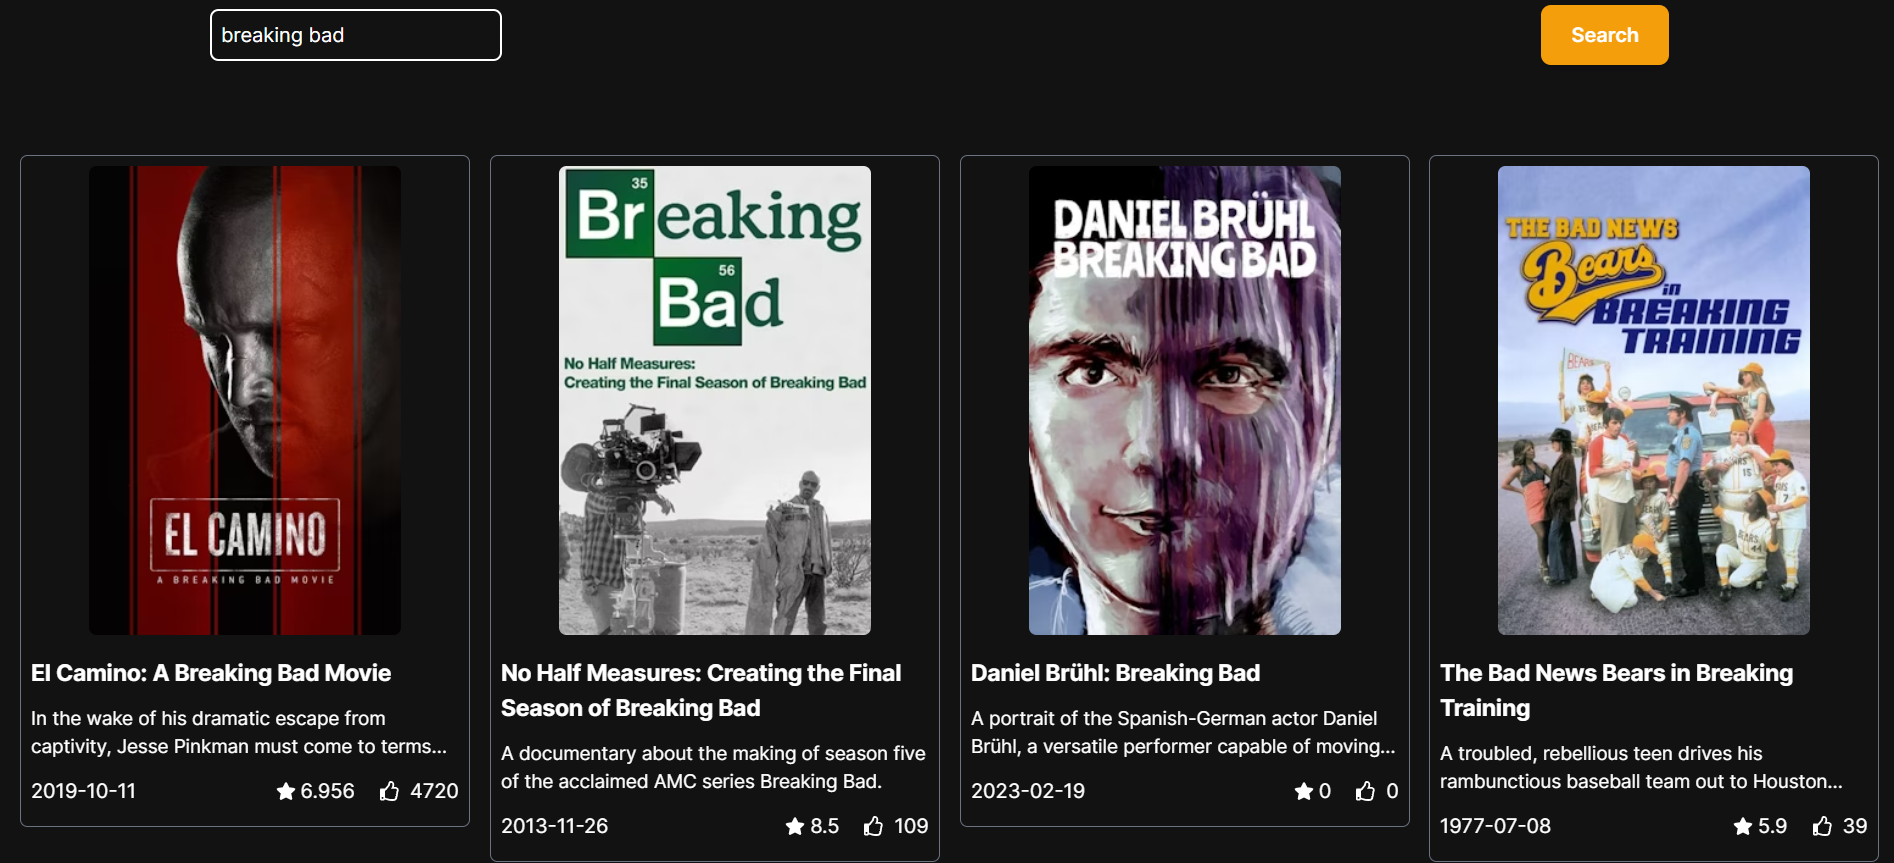 breaking bad
Search
EL CAMINO
A BREAKING BAD MOVIE
El Camino: A Breaking Bad Movie
In the wake of his dramatic escape from
captivity, Jesse Pinkman must come to terms...
2019-10-11 6.956 4720
35
Breaking
56
Bad
No Half Measures:
Creating the Final Season of Breaking Bad
No Half Measures: Creating the Final
Season of Breaking Bad
A documentary about the making of season five
of the acclaimed AMC series Breaking Bad.
2013-11-26 8.5 109
DANIEL BRÜHL
BREAKING BAD
Daniel Brühl: Breaking Bad
A portrait of the Spanish-German actor Daniel
Brühl, a versatile performer capable of moving...
2023-02-19 0 0
THE BAD NEWS
Bears
in
BREAKING
TRAINING
BEARS
15
7
44
The Bad News Bears in Breaking
Training
A troubled, rebellious teen drives his
rambunctious baseball team out to Houston...
1977-07-08 5.9 39